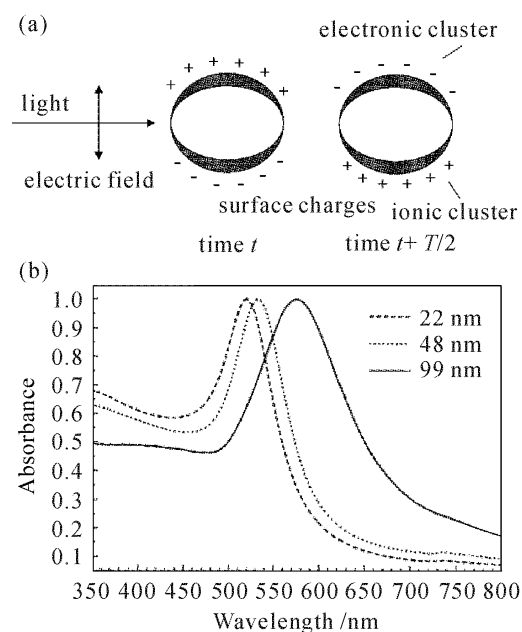 (a)
electronic cluster
+ + + + + +
- - - - - -
light
electric field
- - - - - -
+ + + + + +
surface charges
ionic cluster
time t
time t+ T/2
(b)
1.0
0.9
0.8
0.7
0.6
0.5
0.4
0.3
0.2
0.1
Absorbance
22 nm
48 nm
99 nm
350 400 450 500 550 600 650 700 750 800
Wavelength /nm